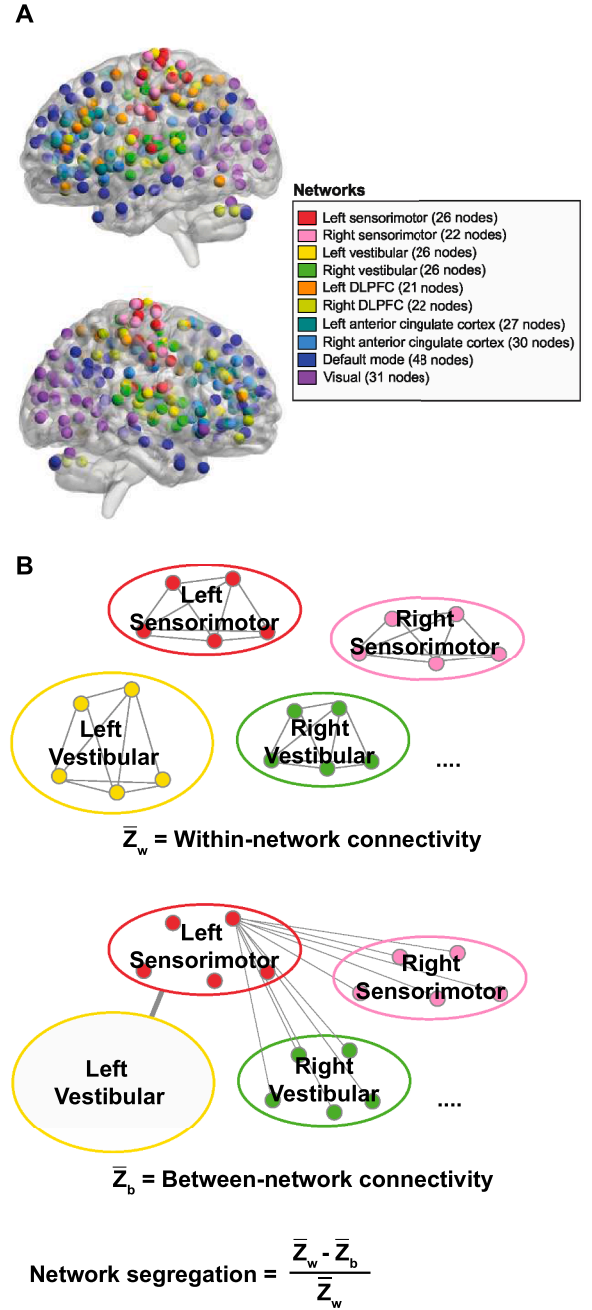 A
Networks
Left sensorimotor (26 nodes)
Right sensorimotor (22 nodes)
Left vestibular (26 nodes)
Right vestibular (26 nodes)
Left DLPFC (21 nodes)
Right DLPFC (22 nodes)
Left anterior cingulate cortex (27 nodes)
Right anterior cingulate cortex (30 nodes)
Default mode (48 nodes)
Visual (31 nodes)
B
Left
Sensorimotor
Right
Sensorimotor
Left
Vestibular
Right
Vestibular
....
Z̅w = Within-network connectivity
Left
Sensorimotor
Right
Sensorimotor
Left
Vestibular
Right
Vestibular
....
Z̅b = Between-network connectivity
Z̅w - Z̅b
Network segregation =
Z̅w